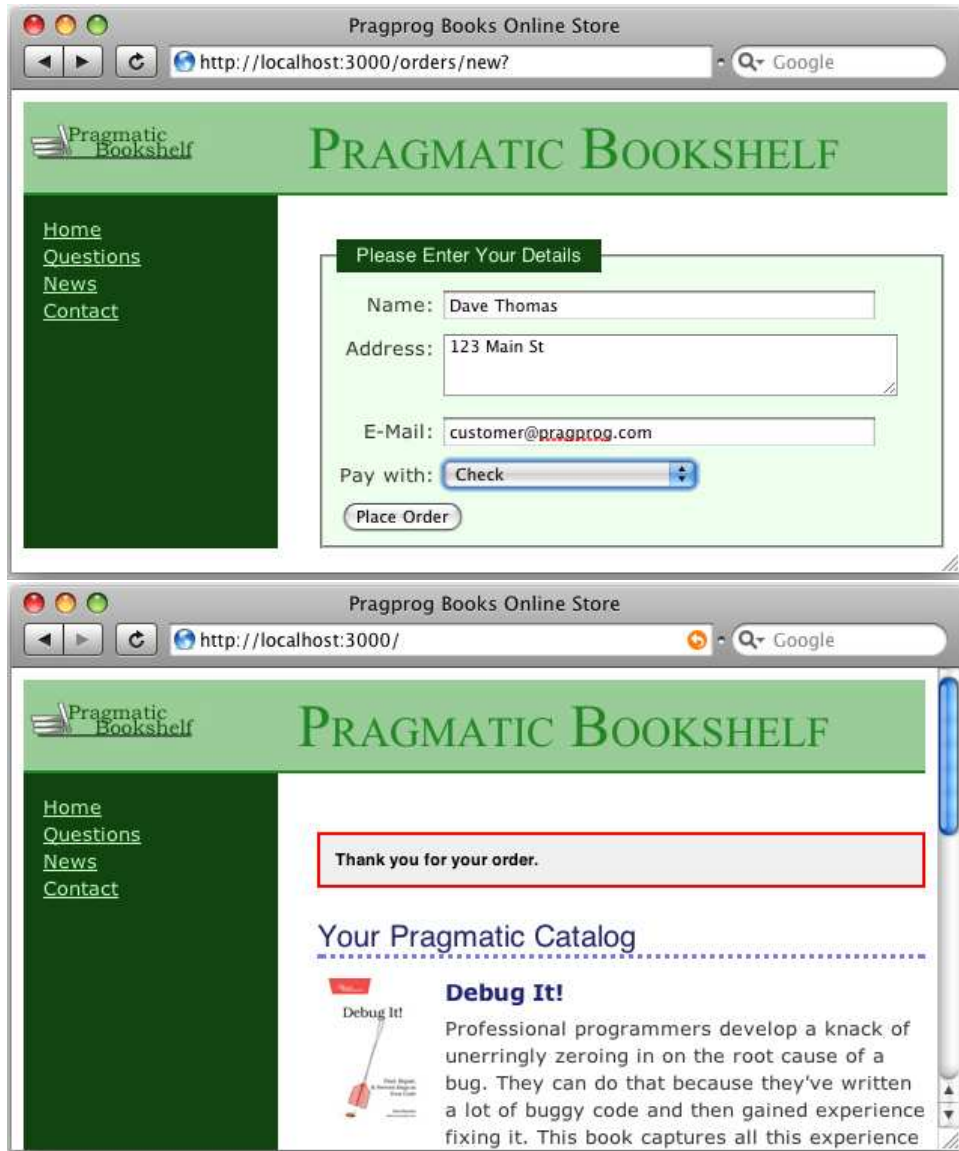 Pragprog Books Online Store
http://localhost:3000/orders/new?
Google
Pragmatic
Bookshelf
PRAGMATIC BOOKSHELF
Home
Questions
News
Contact
Please Enter Your Details
Name: Dave Thomas
Address: 123 Main St
E-Mail: customer@pragprog.com
Pay with: Check
Place Order
Pragprog Books Online Store
http://localhost:3000/
Google
Pragmatic
Bookshelf
PRAGMATIC BOOKSHELF
Home
Questions
News
Contact
Thank you for your order.
Your Pragmatic Catalog
Debug It!
Debug It!
Professional programmers develop a knack of
unerringly zeroing in on the root cause of a
bug. They can do that because they've written
a lot of buggy code and then gained experience
fixing it. This book captures all this experience